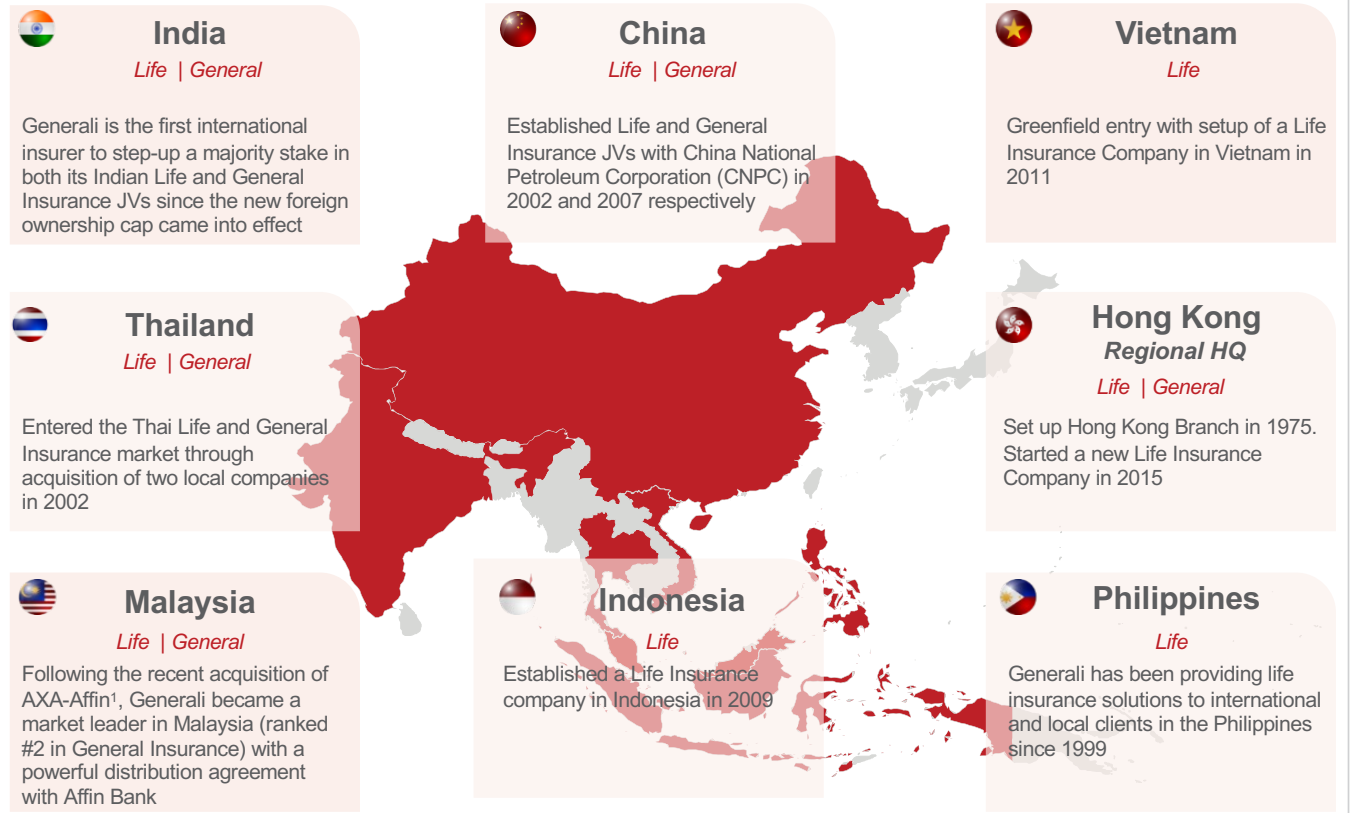 India
Life | General
Generali is the first international
insurer to step-up a majority stake in
both its Indian Life and General
Insurance JVs since the new foreign
ownership cap came into effect
China
Life | General
Established Life and General
Insurance JVs with China National
Petroleum Corporation (CNPC) in
2002 and 2007 respectively
Vietnam
Life
Greenfield entry with setup of a Life
Insurance Company in Vietnam in
2011
Thailand
Life | General
Entered the Thai Life and General
Insurance market through
acquisition of two local companies
in 2002
Hong Kong
Regional HQ
Life | General
Set up Hong Kong Branch in 1975.
Started a new Life Insurance
Company in 2015
Malaysia
Life | General
Following the recent acquisition of
AXA-Affin¹, Generali became a
market leader in Malaysia (ranked
#2 in General Insurance) with a
powerful distribution agreement
with Affin Bank
Indonesia
Life
Established a Life Insurance
company in Indonesia in 2009
Philippines
Life
Generali has been providing life
insurance solutions to international
and local clients in the Philippines
since 1999